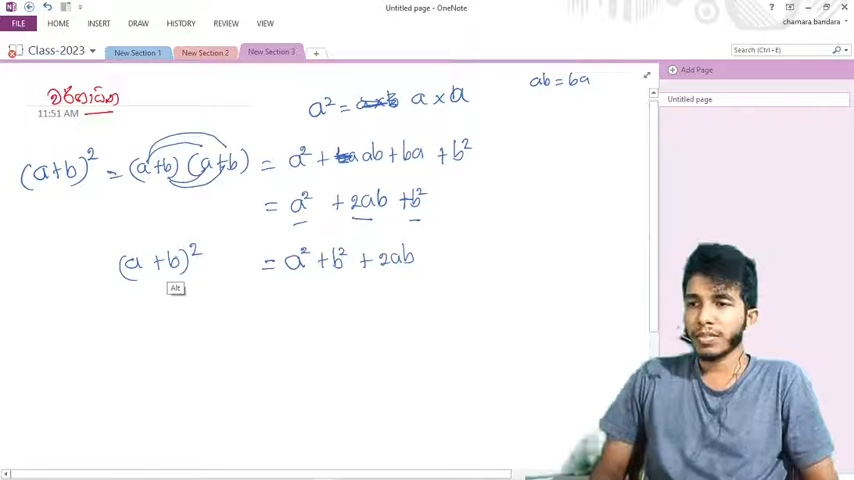 Untitled page - OneNote
FILE HOME INSERT DRAW HISTORY REVIEW VIEW
chamara bandara
Class-2023 New Section 1 New Section 2 New Section 3 +
Search (Ctrl+E)
Add Page
Untitled page
11:51 AM
a² = a × a
ab = ba
(a+b)² = (a+b) (a+b) = a² + ab + ba + b²
= a² + 2ab + b²
(a + b)² = a² + b² + 2ab
Alt